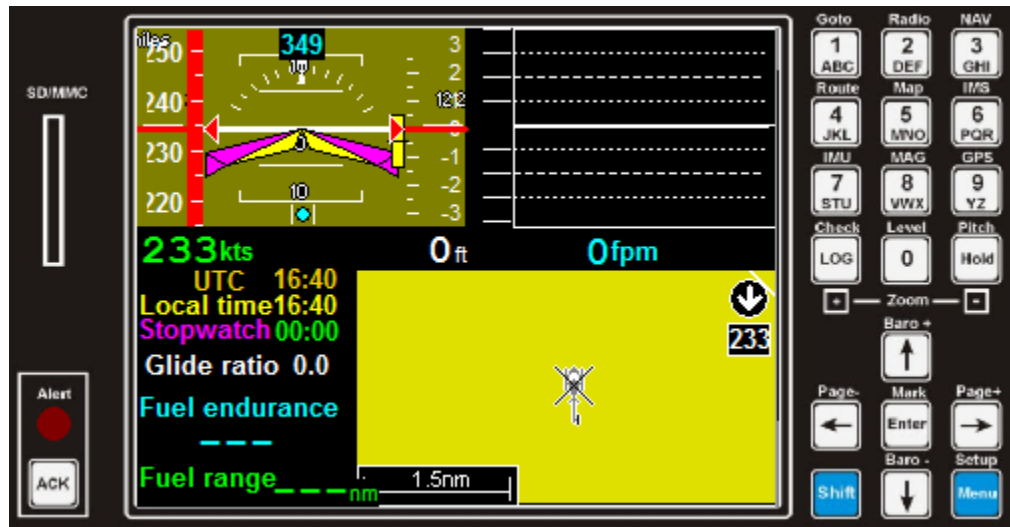 SD/MMC
Alert
ACK
250
240
230
220
349
10
0
10
3
2
-1
-2
-3
233kts
0 ft
0fpm
UTC 16:40
Local time16:40
Stopwatch 00:00
Glide ratio 0.0
Fuel endurance
---
Fuel range___nm
233
1.5nm
Goto Radio NAV
1 2 3
ABC DEF GHI
Route Map IMS
4 5 6
JKL MNO PQR
IMU MAG GPS
7 8 9
STU VWX YZ
Check Level Pitch
LOG 0 Hold
+ Zoom -
Baro +
Page- Mark Page+
Enter
Baro - Setup
Shift Menu